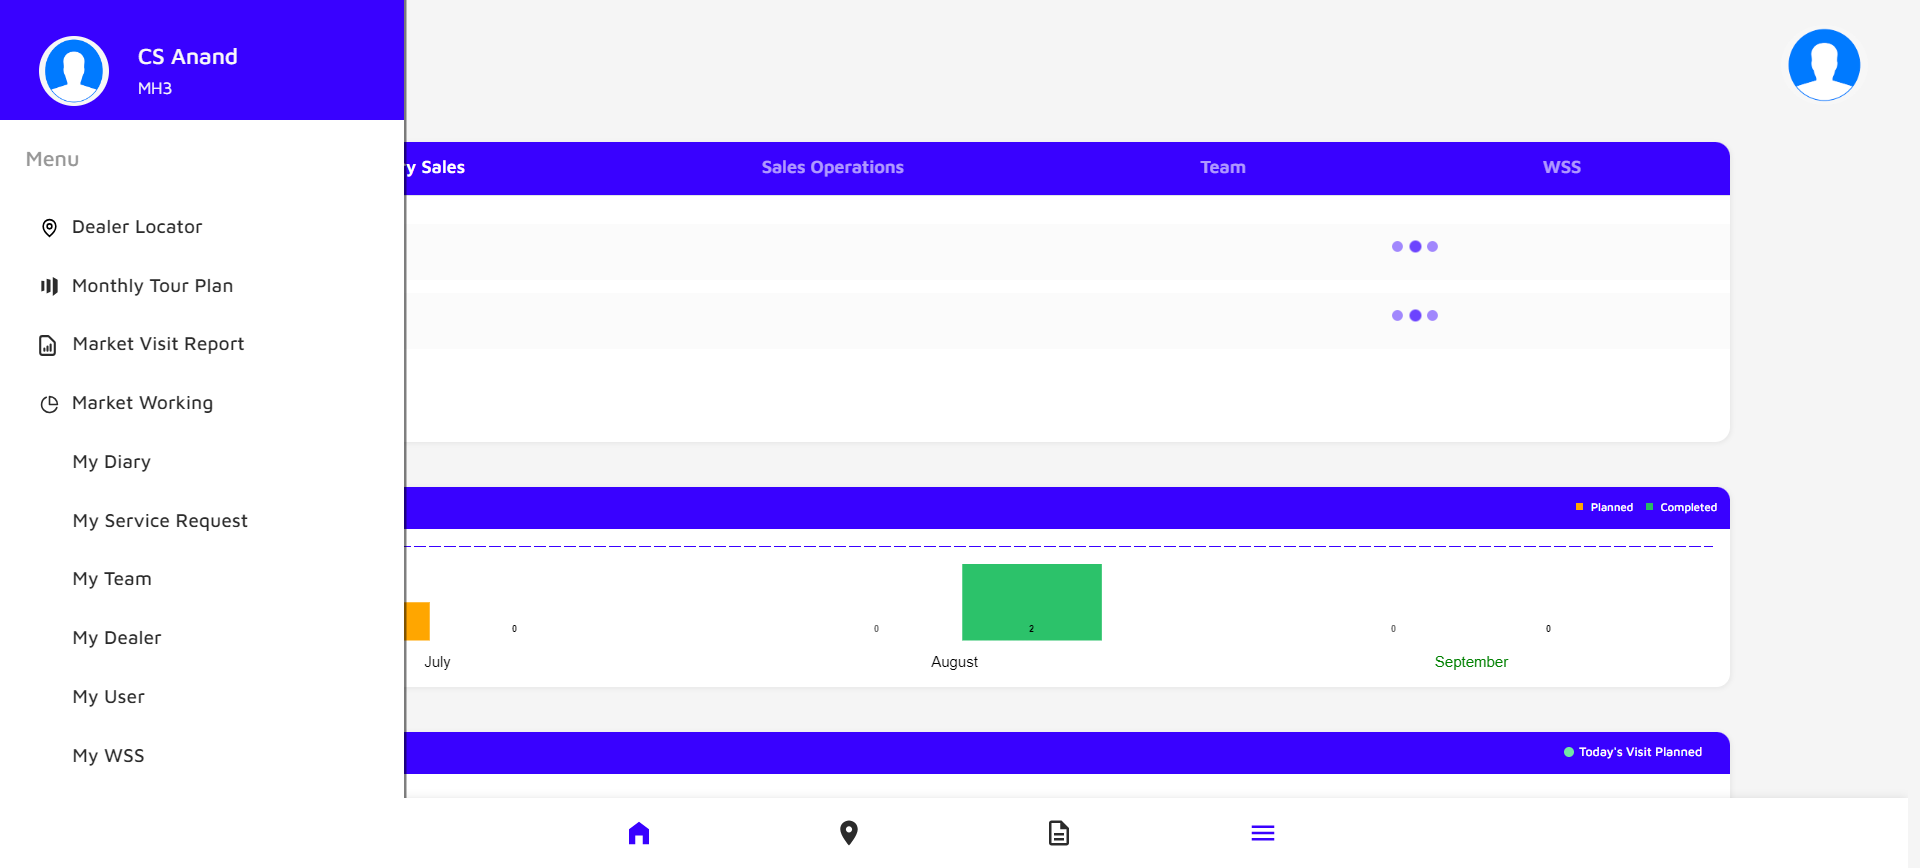 CS Anand
MH3
Menu
Dealer Locator
Monthly Tour Plan
Market Visit Report
Market Working
My Diary
My Service Request
My Team
My Dealer
My User
My WSS
y Sales
Sales Operations
Team
WSS
Planned
Completed
0
0
2
0
0
July
August
September
Today's Visit Planned